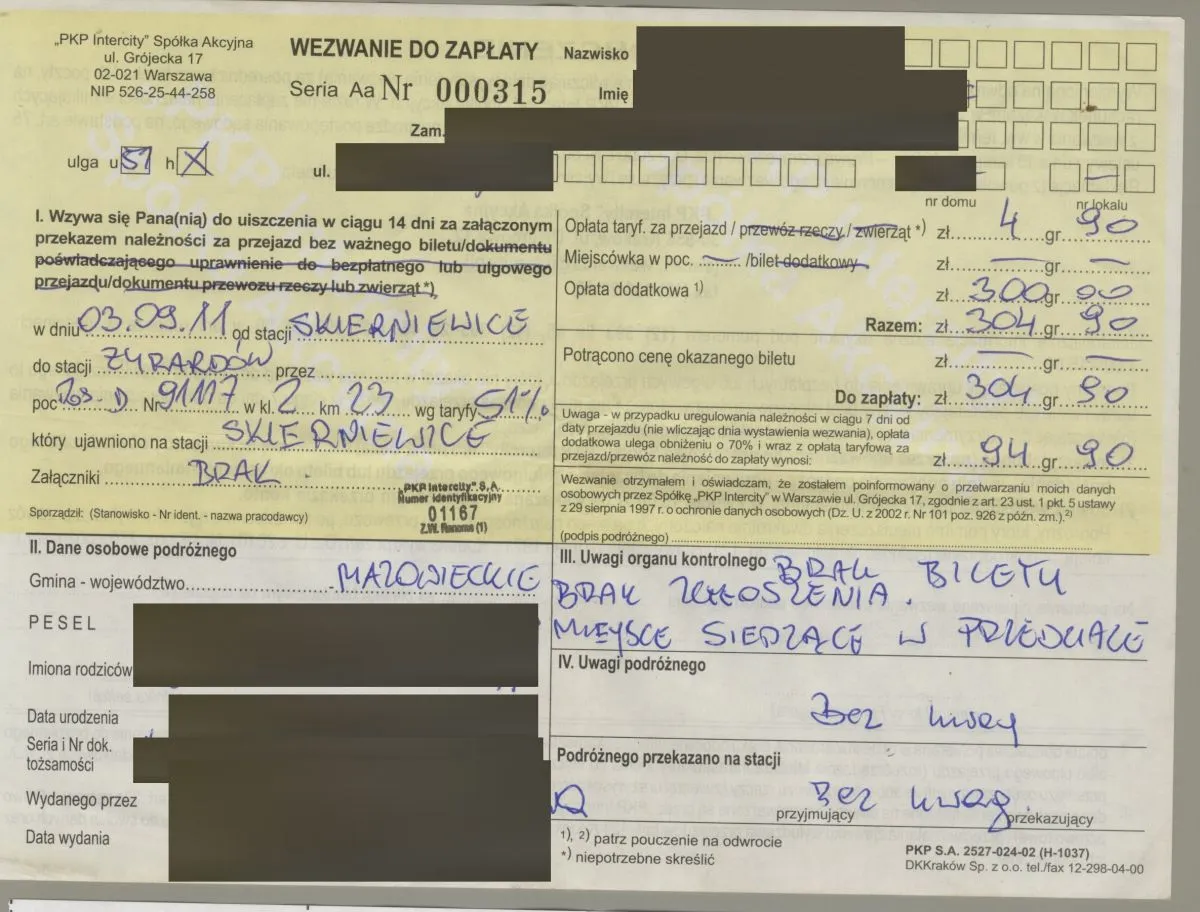 „PKP Intercity” Spółka Akcyjna
ul. Grójecka 17
02-021 Warszawa
NIP 526-25-44-258
WEZWANIE DO ZAPŁATY
Seria Aa Nr 000315
Nazwisko
Imię
Zam.
ulga u 51 h X
ul.
nr domu
nr lokalu
I. Wzywa się Pana(nią) do uiszczenia w ciągu 14 dni za załączonym
przekazem należności za przejazd bez ważnego biletu/dokumentu
poświadczającego uprawnienie do bezpłatnego lub ulgowego
przejazdu/dokumentu przewozu rzeczy lub zwierząt *)
w dniu 03.09.11 od stacji SKIERNIEWICE
do stacji ŻYRARDÓW przez
poc. Pos D Nr 91117 w kl. 2 km 23 wg taryfy 51%
który ujawniono na stacji SKIERNIEWICE
Załączniki BRAK
„PKP Intercity” S.A.
Numer identyfikacyjny
01167
Sporządził: (Stanowisko - Nr ident. - nazwa pracodawcy)
Opłata taryf. za przejazd / przewóz rzeczy / zwierząt *) zł 4 gr 90
Miejscówka w poc. — /bilet dodatkowy zł — gr —
Opłata dodatkowa 1) zł 300 gr 00
Razem: zł 304 gr 90
Potrącono cenę okazanego biletu zł — gr —
Do zapłaty: zł 304 gr 90
Uwaga - w przypadku uregulowania należności w ciągu 7 dni od
daty przejazdu (nie wliczając dnia wystawienia wezwania), opłata
dodatkowa ulega obniżeniu o 70% i wraz z opłatą taryfową za
przejazd/przewóz należność do zapłaty wynosi: zł 94 gr 90
Wezwanie otrzymałem i oświadczam, że zostałem poinformowany o przetwarzaniu moich danych
osobowych przez Spółkę „PKP Intercity” w Warszawie ul. Grójecka 17, zgodnie z art. 23 ust. 1 pkt. 5 ustawy
z 29 sierpnia 1997 r. o ochronie danych osobowych (Dz. U. z 2002 r. Nr 101 poz. 926 z późn. zm.).2)
(podpis podróżnego)
II. Dane osobowe podróżnego
Gmina - województwo MAZOWIECKIE
PESEL
Imiona rodziców
Data urodzenia
Seria i Nr dok.
tożsamości
Wydanego przez
Data wydania
III. Uwagi organu kontrolnego BRAK BILETU
BRAK ZGŁOSZENIA.
MIEJSCE SIEDZĄCE W PRZEDZIALE
IV. Uwagi podróżnego
Bez uwag
Podróżnego przekazano na stacji
Bez uwag
przyjmujący
przekazujący
1), 2) patrz pouczenie na odwrocie
*) niepotrzebne skreślić
PKP S.A. 2527-024-02 (H-1037)
DKKraków Sp. z o.o. tel./fax 12-298-04-00